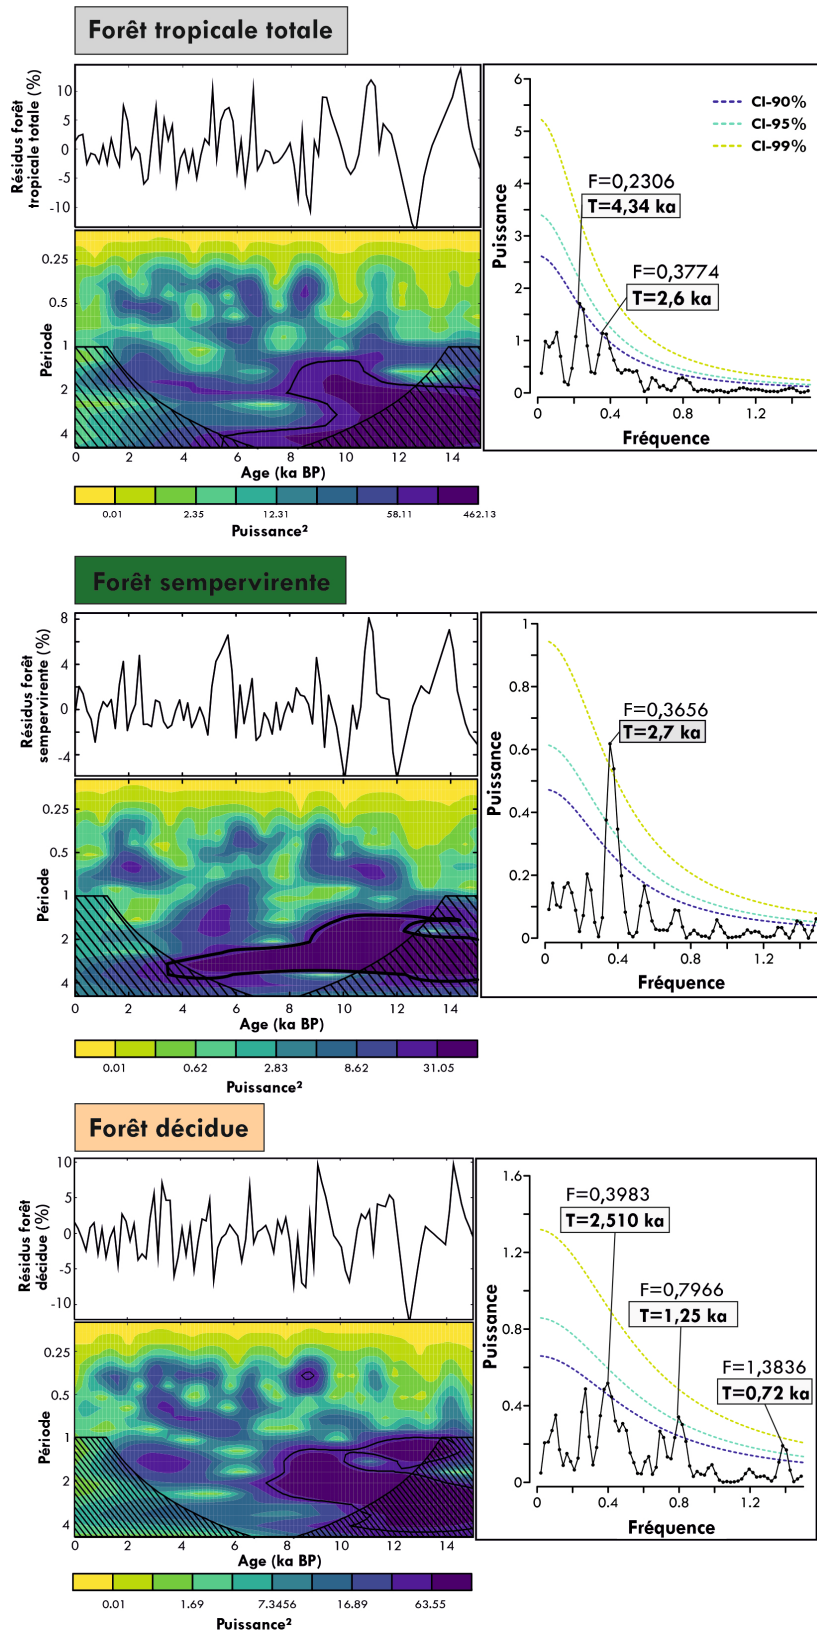 Forêt tropicale totale
Résidus forêt
tropicale totale (%)
10
5
0
-5
-10
Période
0.25
0.5
1
2
4
0 2 4 6 8 10 12 14
Age (ka BP)
0.01 2.35 12.31 58.11 462.13
Puissance²
Puissance
6
5
4
3
2
1
0
CI-90%
CI-95%
CI-99%
F=0,2306
T=4,34 ka
F=0,3774
T=2,6 ka
0 0.4 0.8 1.2
Fréquence
Forêt sempervirente
Résidus forêt
sempervirente (%)
8
4
0
-4
Période
0.25
0.5
1
2
4
0 2 4 6 8 10 12 14
Age (ka BP)
0.01 0.62 2.83 8.62 31.05
Puissance²
Puissance
1
0.8
0.6
0.4
0.2
0
F=0,3656
T=2,7 ka
0 0.4 0.8 1.2
Fréquence
Forêt décidue
Résidus forêt
décidue (%)
10
5
0
-5
-10
Période
0.25
0.5
1
2
4
0 2 4 6 8 10 12 14
Age (ka BP)
0.01 1.69 7.3456 16.89 63.55
Puissance²
Puissance
1.6
1.2
0.8
0.4
0
F=0,3983
T=2,510 ka
F=0,7966
T=1,25 ka
F=1,3836
T=0,72 ka
0 0.4 0.8 1.2
Fréquence